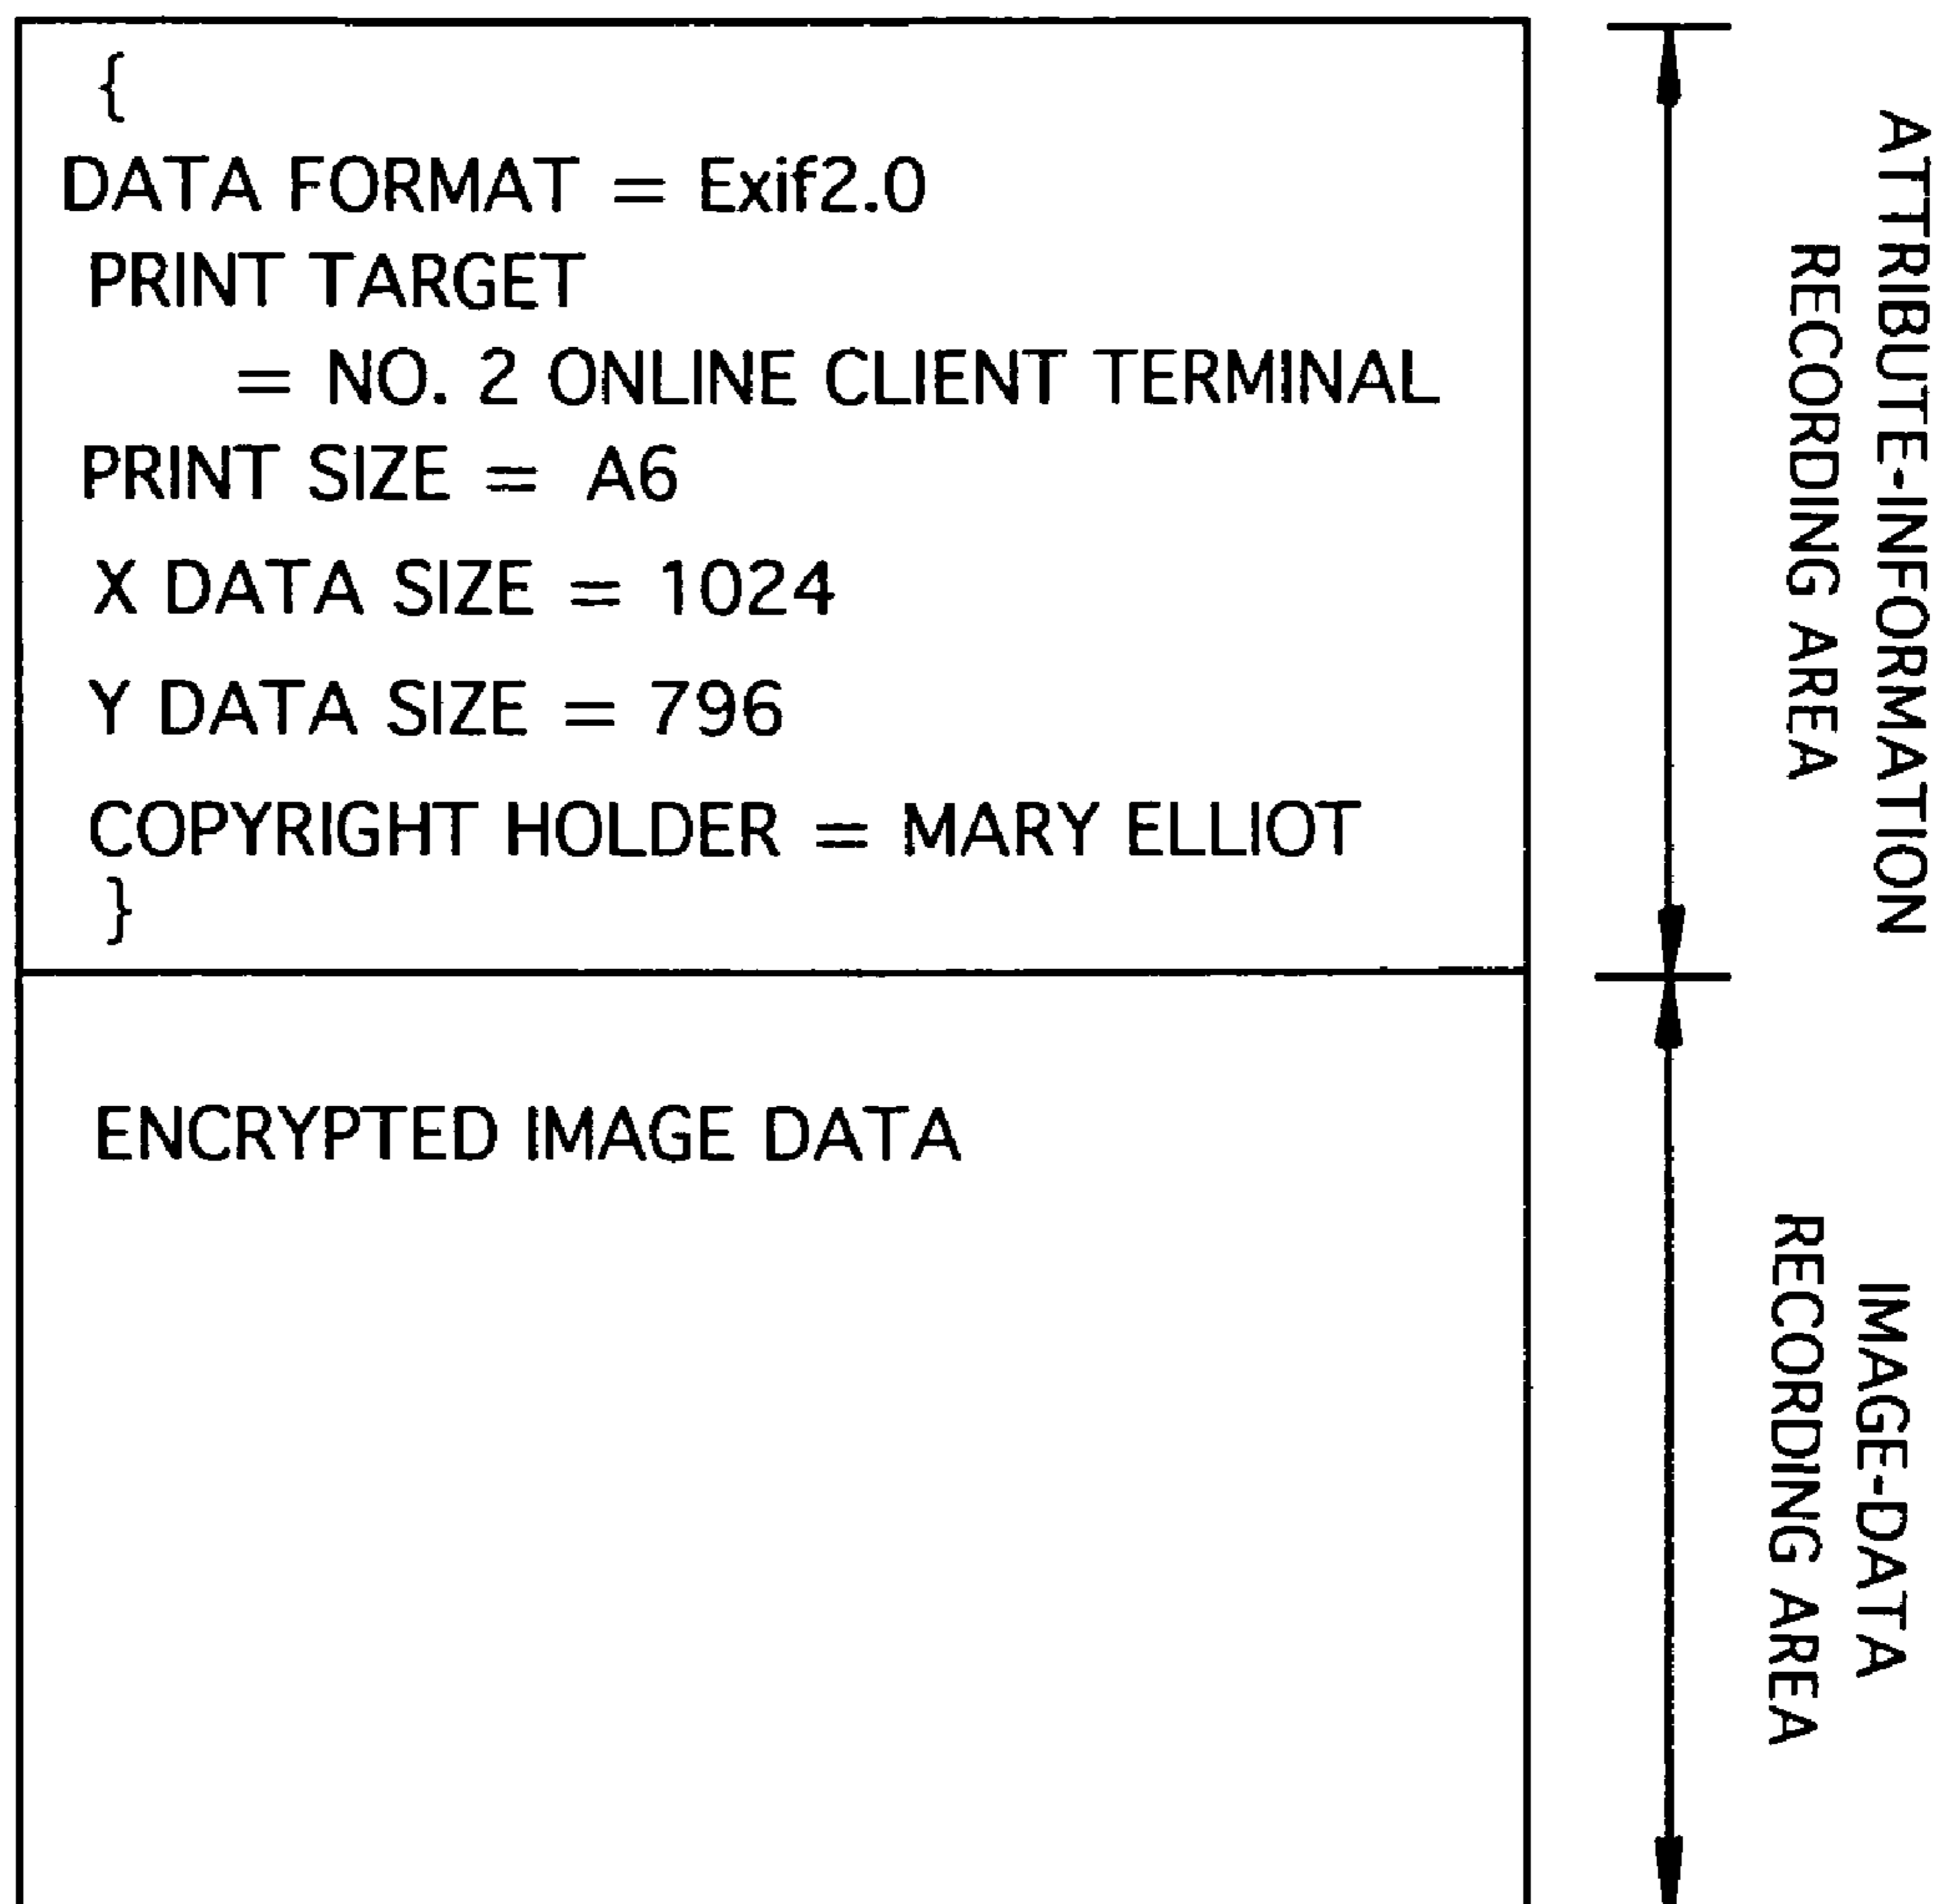 {
DATA FORMAT = Exif2.0
PRINT TARGET
= NO. 2 ONLINE CLIENT TERMINAL
PRINT SIZE = A6
X DATA SIZE = 1024
Y DATA SIZE = 796
COPYRIGHT HOLDER = MARY ELLIOT
}
ATTRIBUTE-INFORMATION
RECORDING AREA
ENCRYPTED IMAGE DATA
IMAGE-DATA
RECORDING AREA